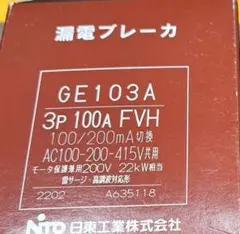 漏電ブレーカ
GE103A
3P 100A FVH
100/200mA切換
AC100-200-415V共用
モータ保護兼用200V 22kW相当
雷サージ・高調波対応形
2202 A635118
NITO 日東工業株式会社